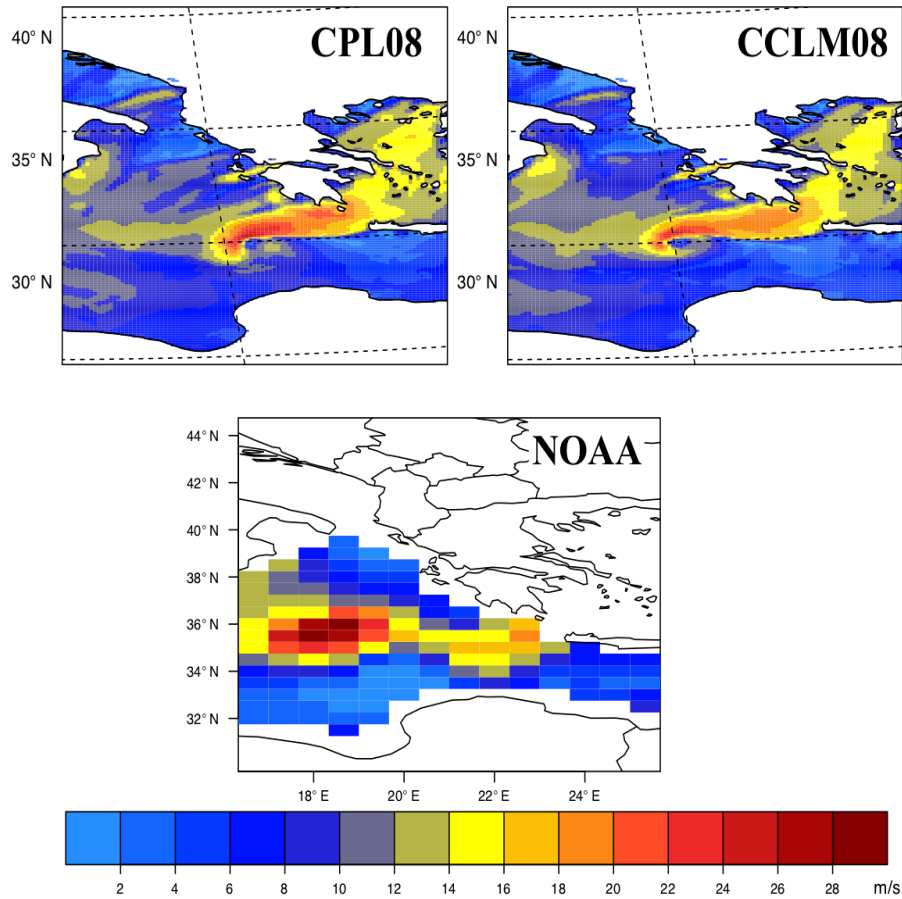 CPL08
CCLM08
40° N
35° N
30° N
40° N
35° N
30° N
NOAA
44° N
42° N
40° N
38° N
36° N
34° N
32° N
18° E
20° E
22° E
24° E
2 4 6 8 10 12 14 16 18 20 22 24 26 28 m/s